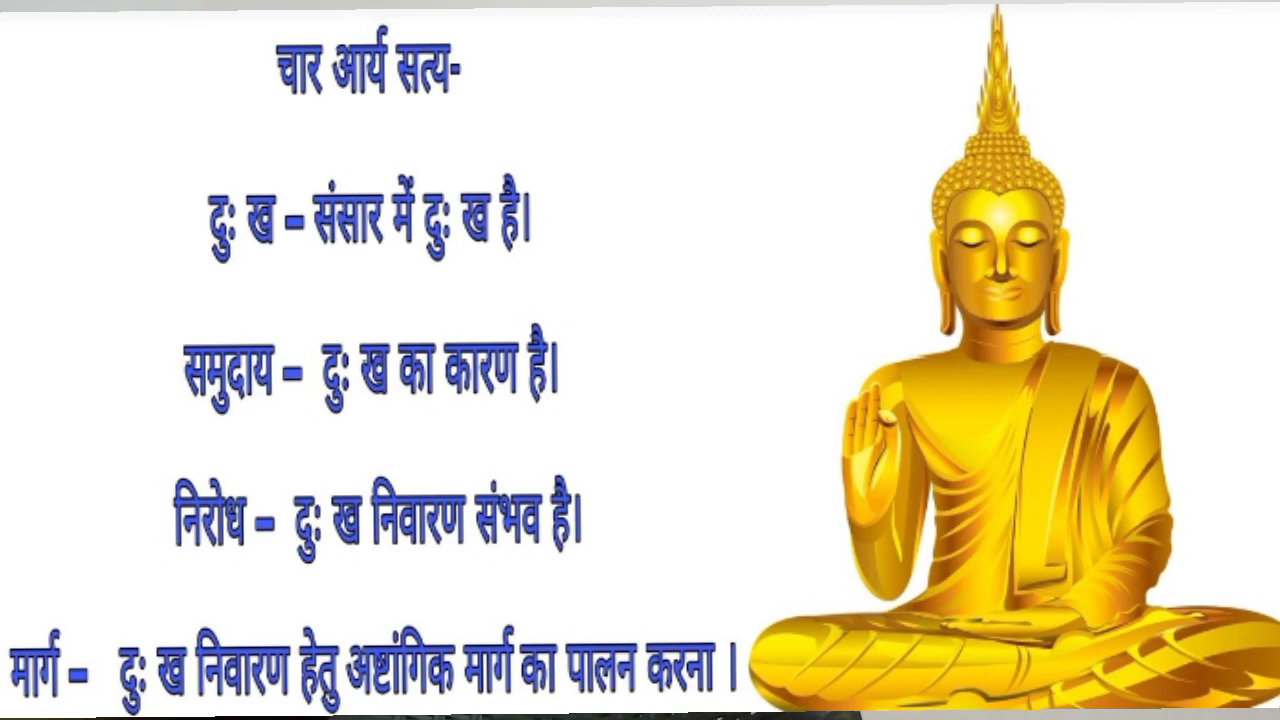 चार आर्य सत्य-
दु: ख – संसार में दु: ख है।
समुदाय – दु: ख का कारण है।
निरोध – दु: ख निवारण संभव है।
मार्ग – दु: ख निवारण हेतु अष्टांगिक मार्ग का पालन करना ।